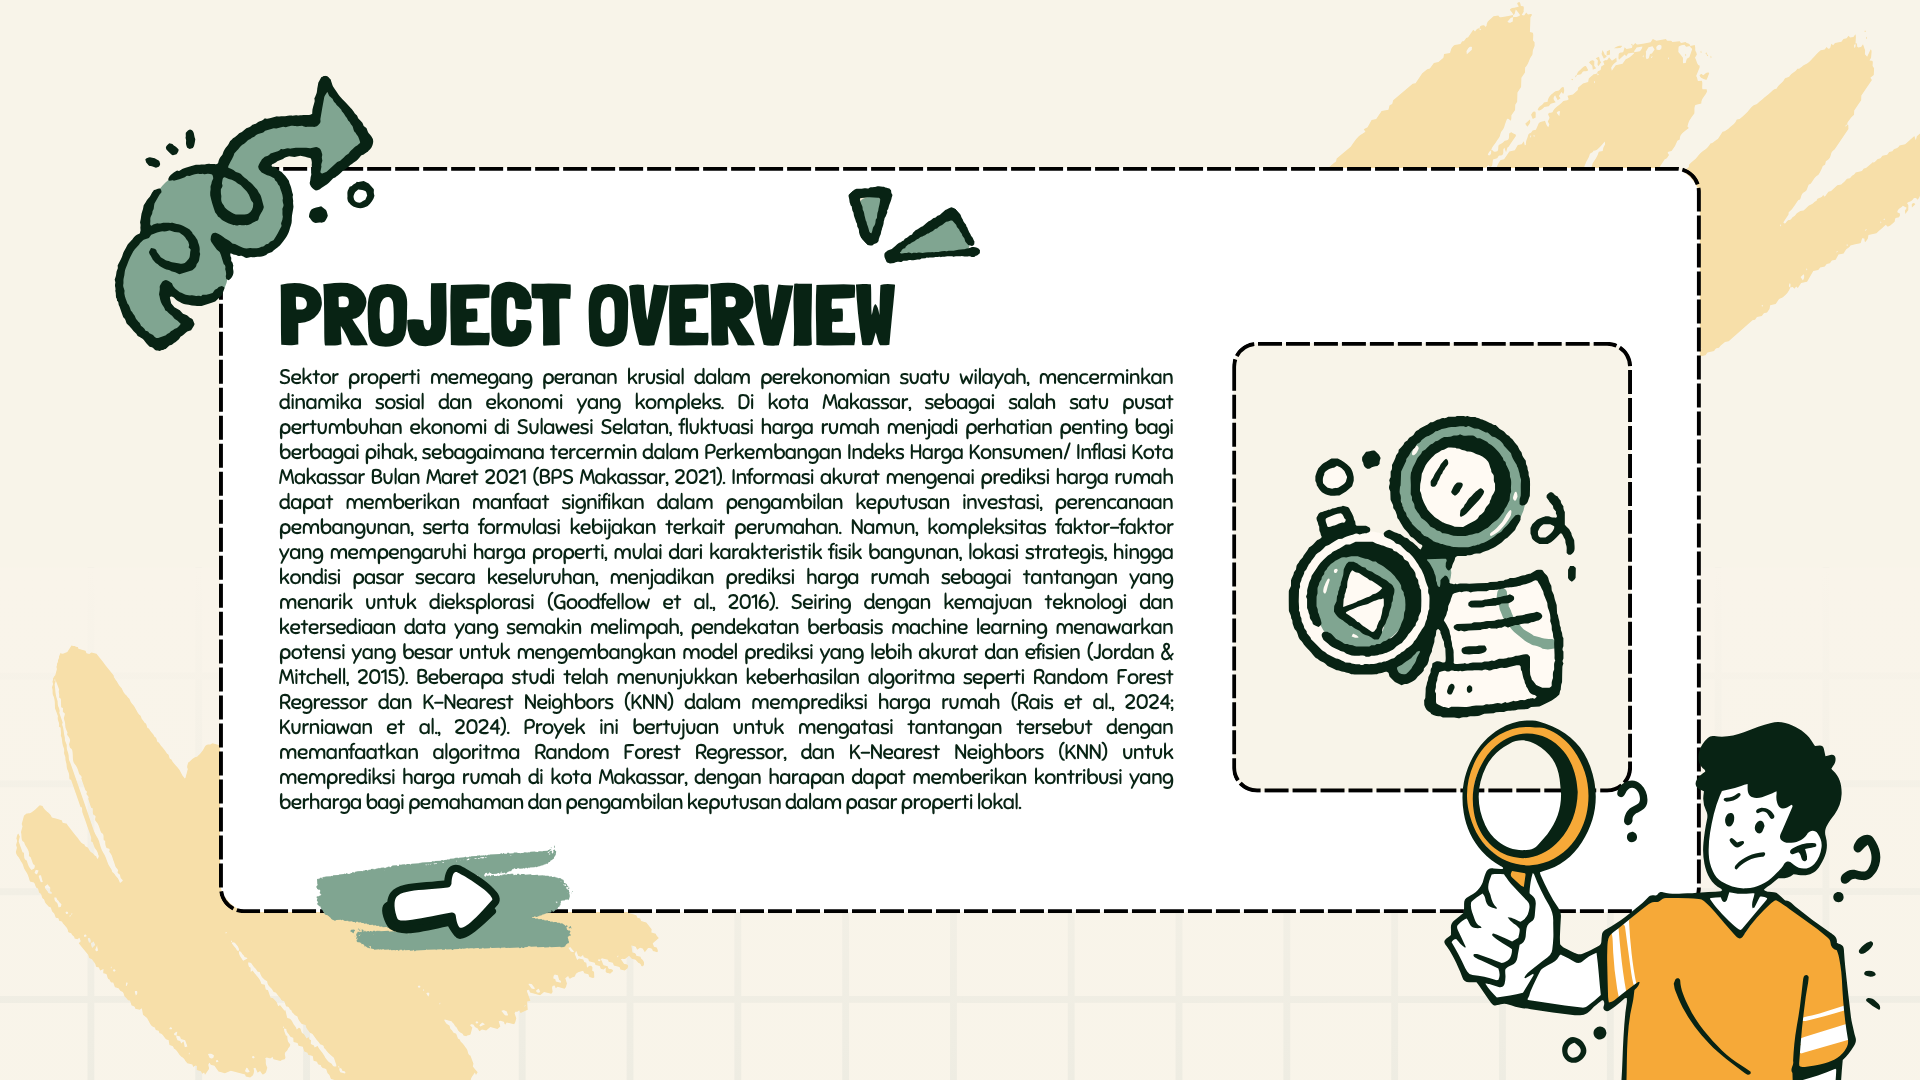 PROJECT OVERVIEW
Sektor properti memegang peranan krusial dalam perekonomian suatu wilayah, mencerminkan
dinamika sosial dan ekonomi yang kompleks. Di kota Makassar, sebagai salah satu pusat
pertumbuhan ekonomi di Sulawesi Selatan, fluktuasi harga rumah menjadi perhatian penting bagi
berbagai pihak, sebagaimana tercermin dalam Perkembangan Indeks Harga Konsumen/ Inflasi Kota
Makassar Bulan Maret 2021 (BPS Makassar, 2021). Informasi akurat mengenai prediksi harga rumah
dapat memberikan manfaat signifikan dalam pengambilan keputusan investasi, perencanaan
pembangunan, serta formulasi kebijakan terkait perumahan. Namun, kompleksitas faktor-faktor
yang mempengaruhi harga properti, mulai dari karakteristik fisik bangunan, lokasi strategis, hingga
kondisi pasar secara keseluruhan, menjadikan prediksi harga rumah sebagai tantangan yang
menarik untuk dieksplorasi (Goodfellow et al., 2016). Seiring dengan kemajuan teknologi dan
ketersediaan data yang semakin melimpah, pendekatan berbasis machine learning menawarkan
potensi yang besar untuk mengembangkan model prediksi yang lebih akurat dan efisien (Jordan &
Mitchell, 2015). Beberapa studi telah menunjukkan keberhasilan algoritma seperti Random Forest
Regressor dan K-Nearest Neighbors (KNN) dalam memprediksi harga rumah (Rais et al., 2024;
Kurniawan et al., 2024). Proyek ini bertujuan untuk mengatasi tantangan tersebut dengan
memanfaatkan algoritma Random Forest Regressor, dan K-Nearest Neighbors (KNN) untuk
memprediksi harga rumah di kota Makassar, dengan harapan dapat memberikan kontribusi yang
berharga bagi pemahaman dan pengambilan keputusan dalam pasar properti lokal.
?
?